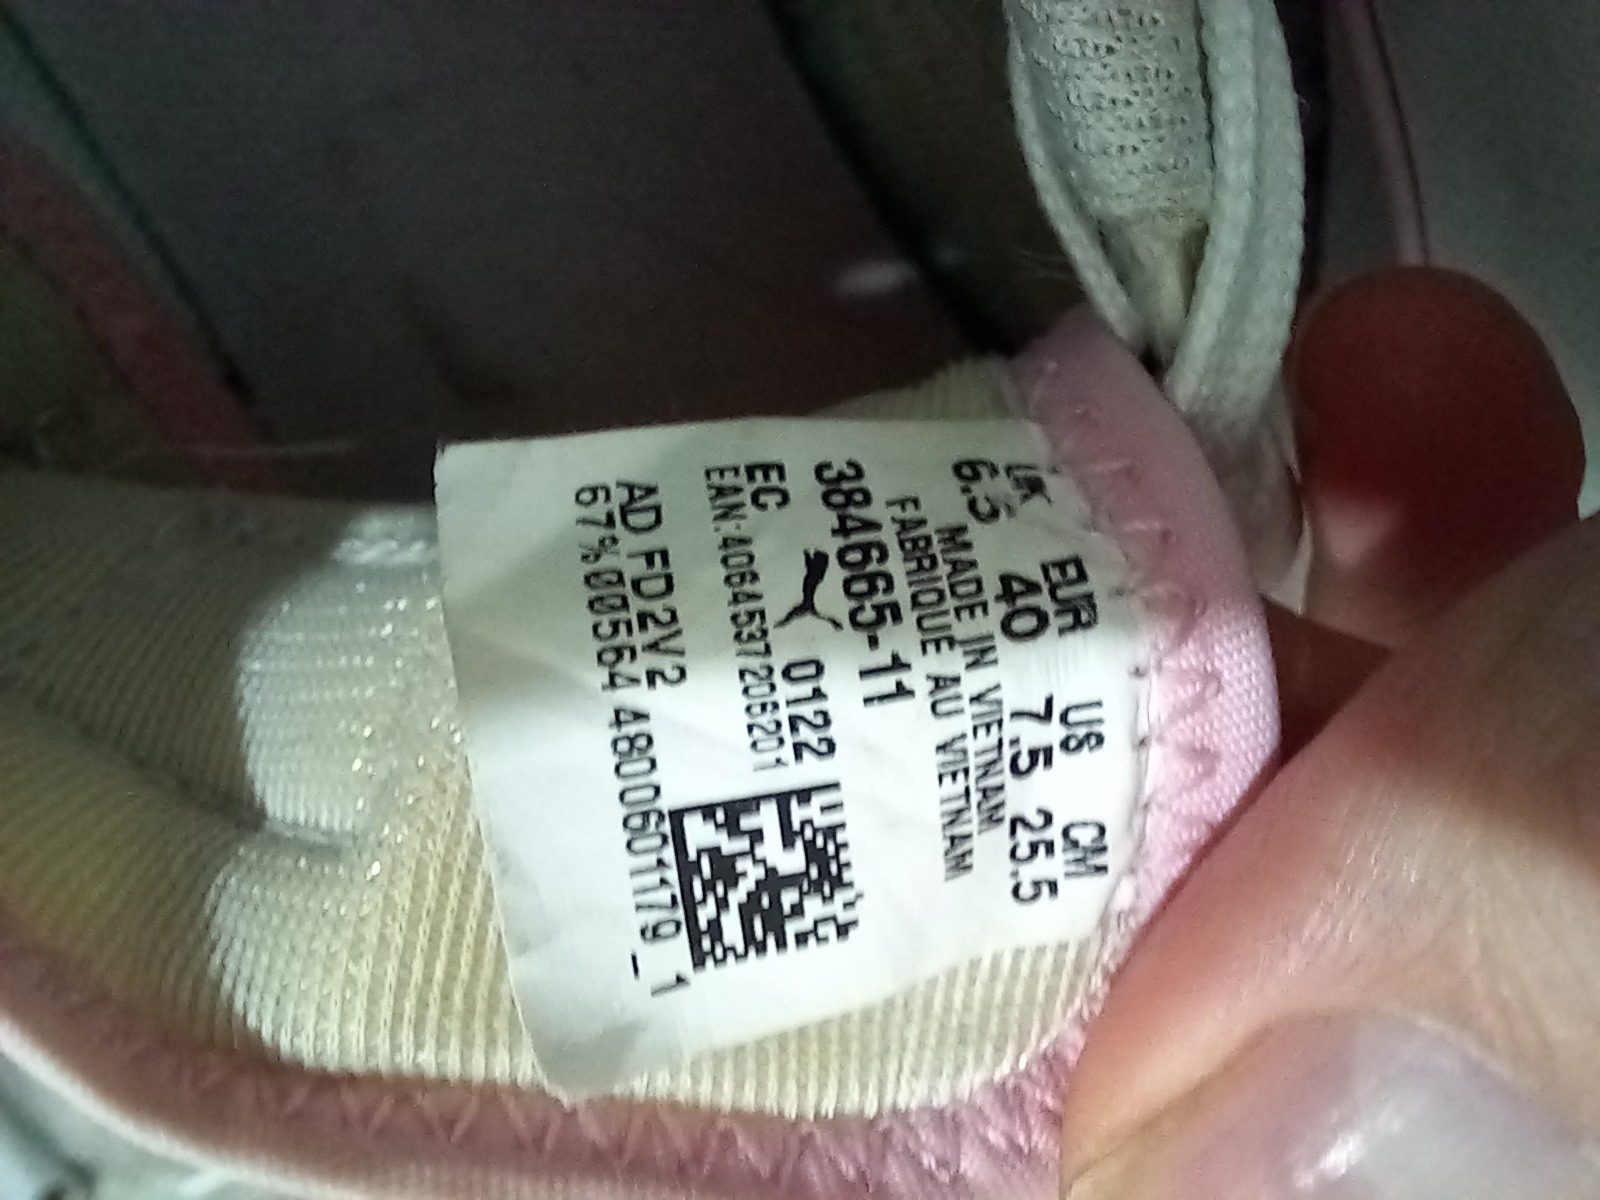 UK EUR US CM
6.5 40 7.5 25.5
MADE IN VIETNAM
FABRIQUE AU VIETNAM
384665-11
EC 0122
EAN:4064537206201
AD FD2V2
67%00564 4800601179_1